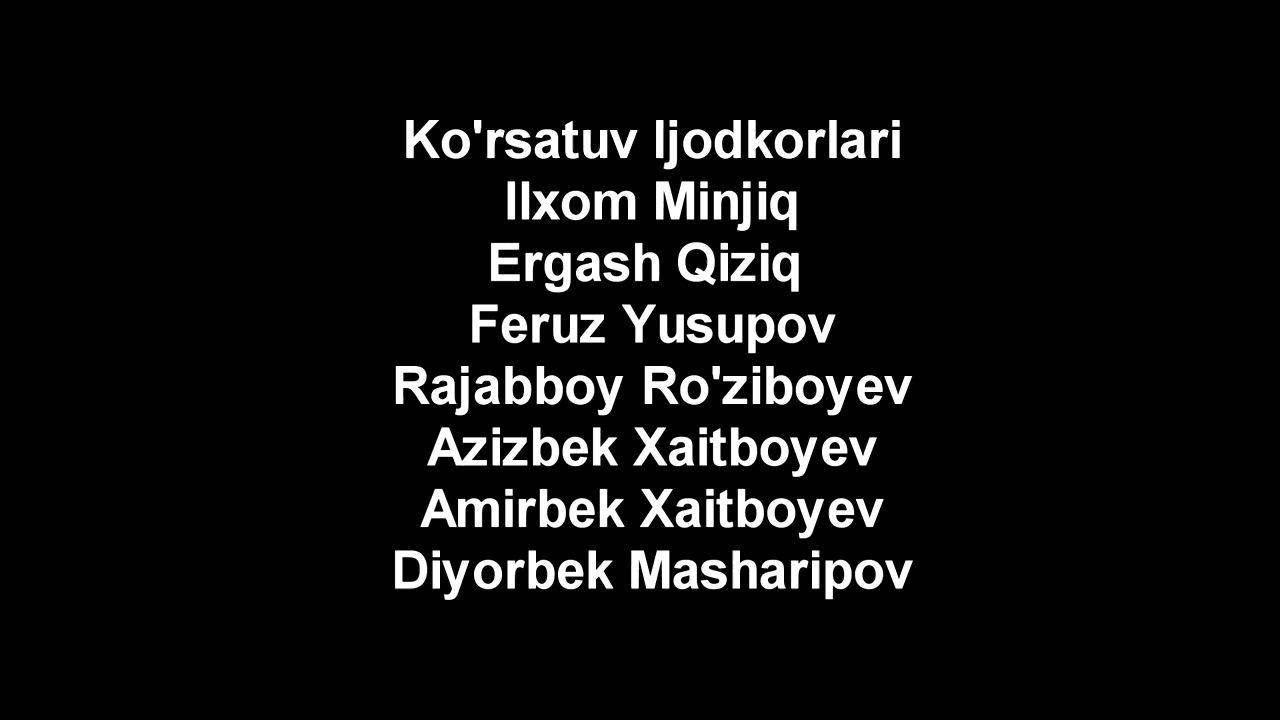 Ko'rsatuv Ijodkorlari
Ilxom Minjiq
Ergash Qiziq
Feruz Yusupov
Rajabboy Ro'ziboyev
Azizbek Xaitboyev
Amirbek Xaitboyev
Diyorbek Masharipov